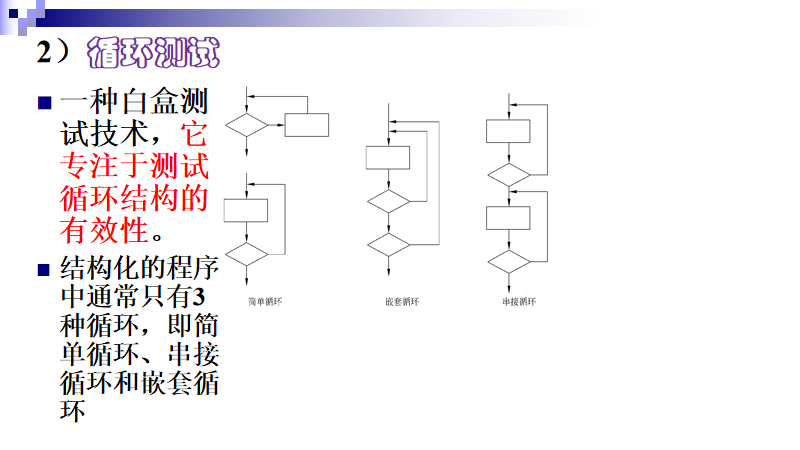 2）循环测试
一种白盒测
试技术，它
专注于测试
循环结构的
有效性。
结构化的程序
中通常只有3
种循环，即简
单循环、串接
循环和嵌套循
环
简单循环
嵌套循环
串接循环